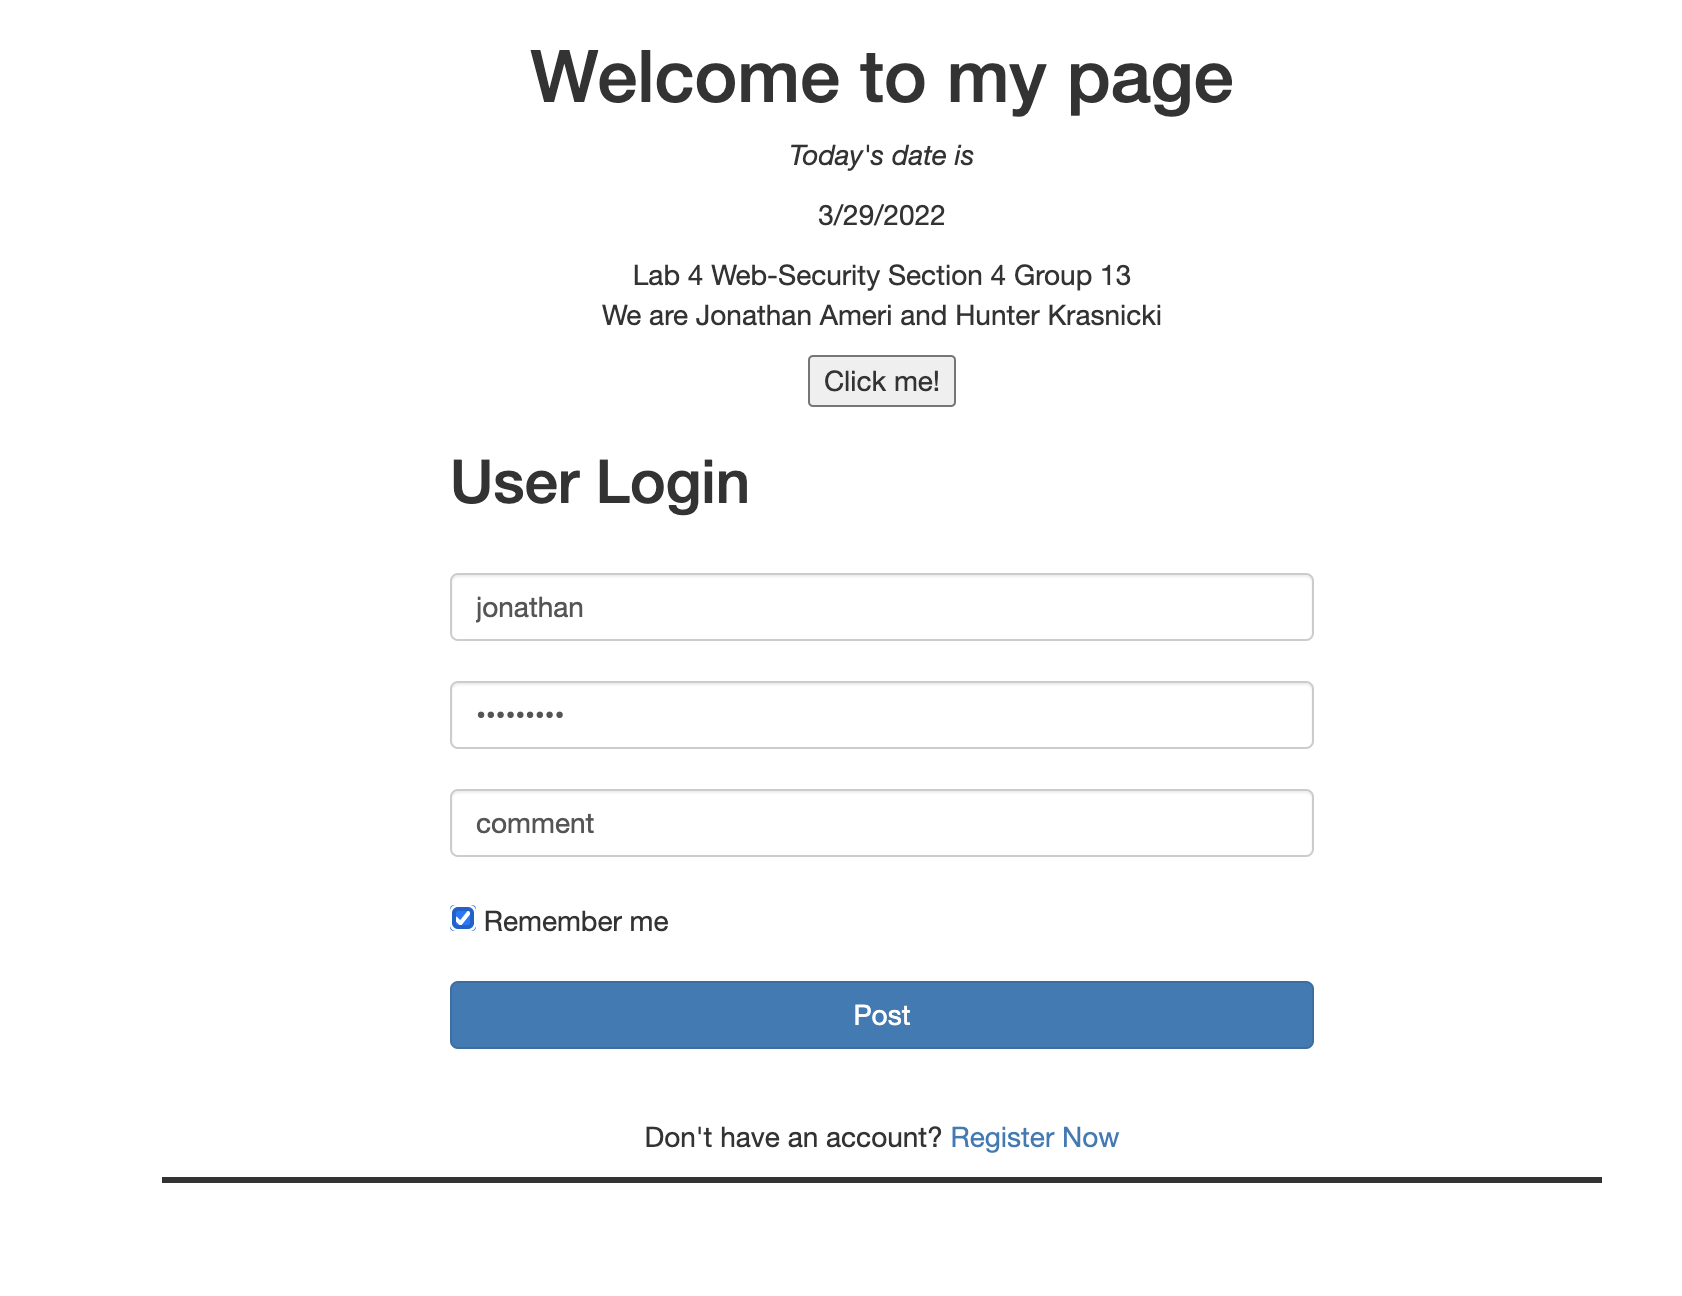 Welcome to my page
Today's date is
3/29/2022
Lab 4 Web-Security Section 4 Group 13
We are Jonathan Ameri and Hunter Krasnicki
Click me!
User Login
jonathan
•••••••••
comment
Remember me
Post
Don't have an account? Register Now